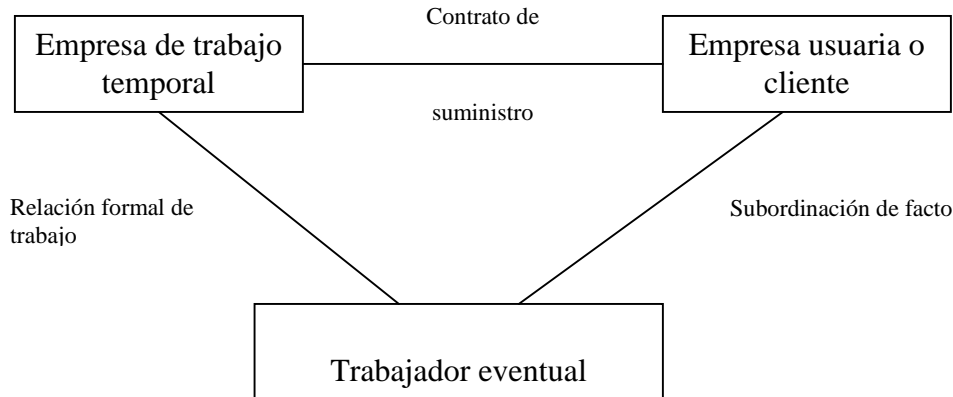 Contrato de
Empresa de trabajo
temporal
Empresa usuaria o
cliente
suministro
Relación formal de
trabajo
Subordinación de facto
Trabajador eventual